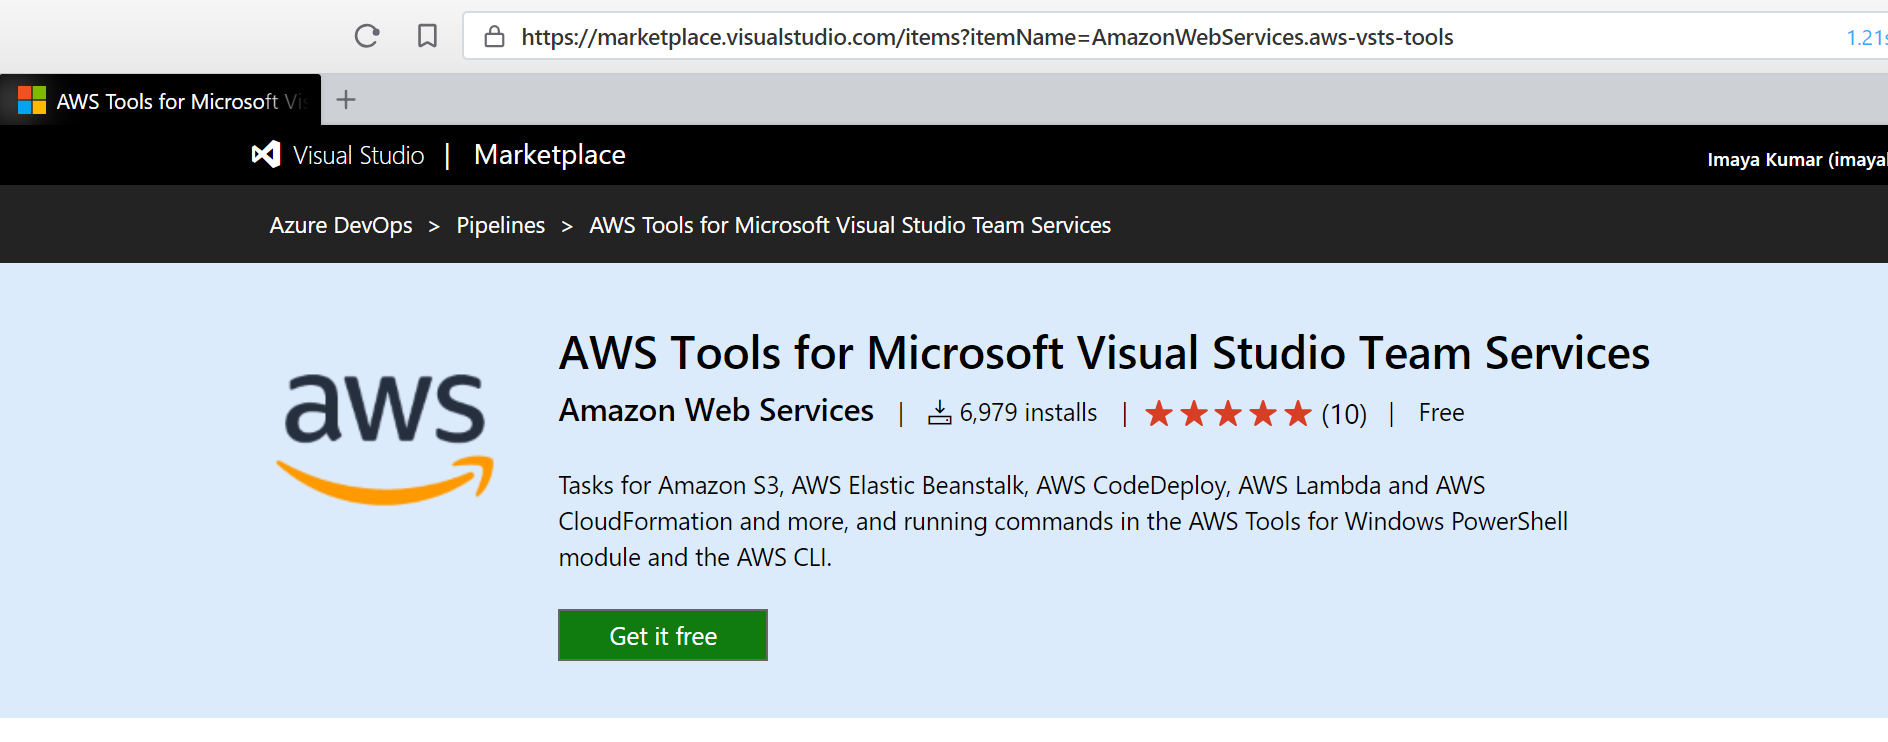 https://marketplace.visualstudio.com/items?itemName=AmazonWebServices.aws-vsts-tools
1.21s
AWS Tools for Microsoft Vis
Visual Studio | Marketplace
Imaya Kumar (imayak
Azure DevOps > Pipelines > AWS Tools for Microsoft Visual Studio Team Services
aws
AWS Tools for Microsoft Visual Studio Team Services
Amazon Web Services | 6,979 installs | (10) | Free
Tasks for Amazon S3, AWS Elastic Beanstalk, AWS CodeDeploy, AWS Lambda and AWS
CloudFormation and more, and running commands in the AWS Tools for Windows PowerShell
module and the AWS CLI.
Get it free